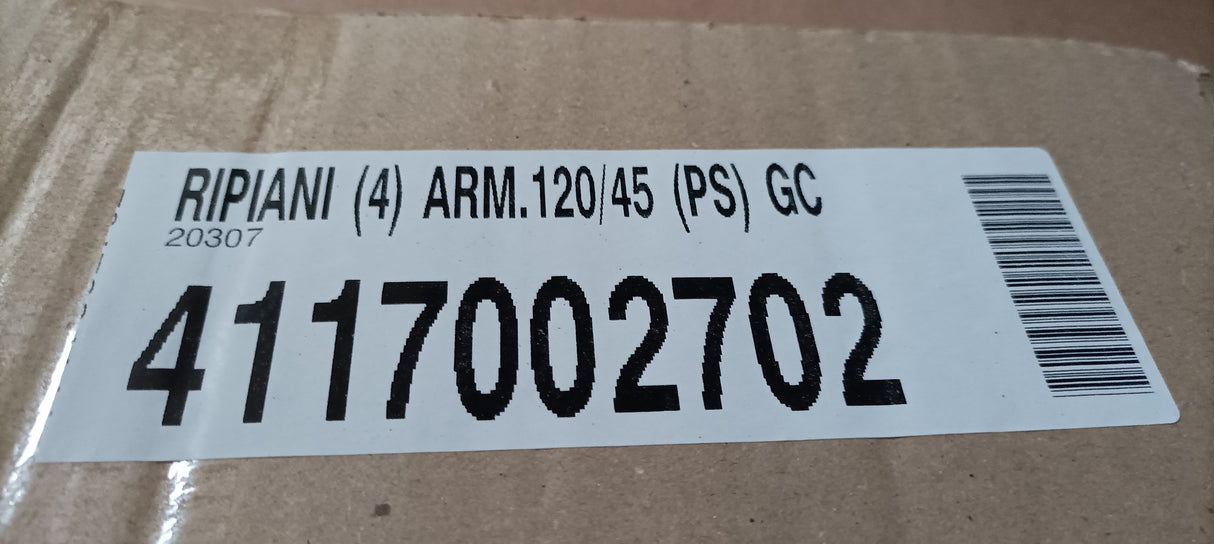 RIPIANI (4) ARM.120/45 (PS) GC
20307
4117002702